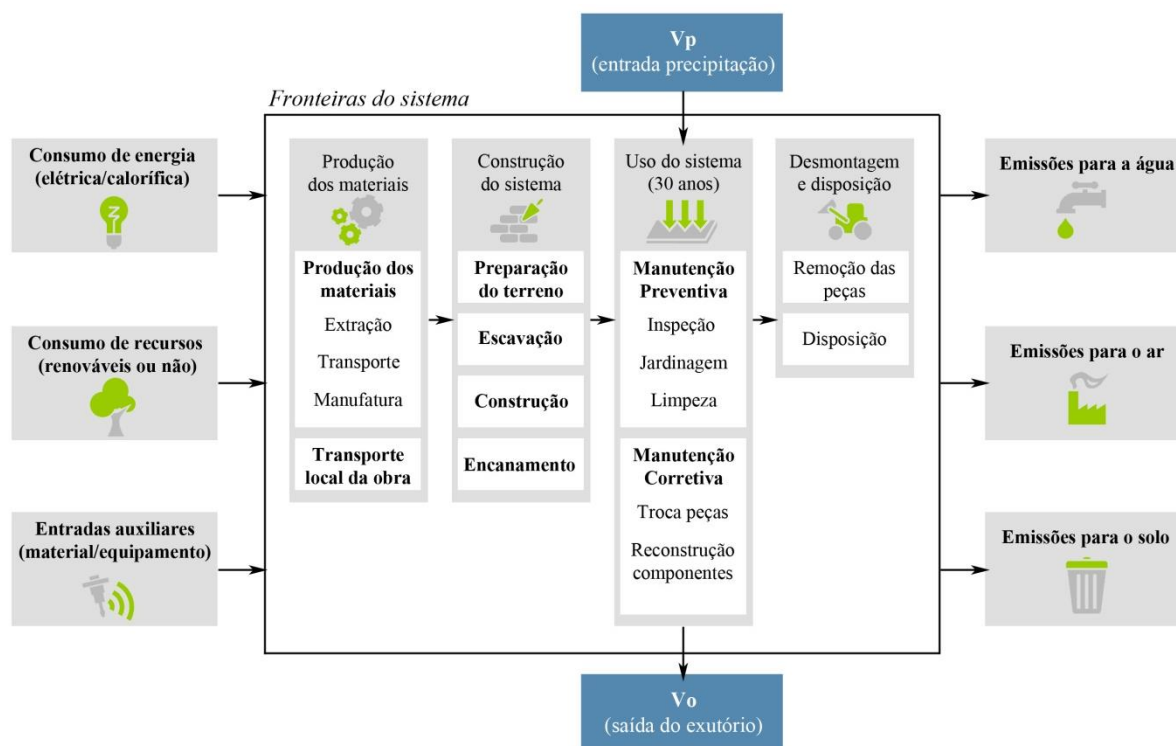 Vp
(entrada precipitação)
Fronteiras do sistema
Consumo de energia
(elétrica/calorífica)
Consumo de recursos
(renováveis ou não)
Entradas auxiliares
(material/equipamento)
Produção
dos materiais
Produção dos
materiais
Extração
Transporte
Manufatura
Transporte
local da obra
Construção
do sistema
Preparação
do terreno
Escavação
Construção
Encanamento
Uso do sistema
(30 anos)
Manutenção
Preventiva
Inspeção
Jardinagem
Limpeza
Manutenção
Corretiva
Troca peças
Reconstrução
componentes
Desmontagem
e disposição
Remoção das
peças
Disposição
Emissões para a água
Emissões para o ar
Emissões para o solo
Vo
(saída do exutório)